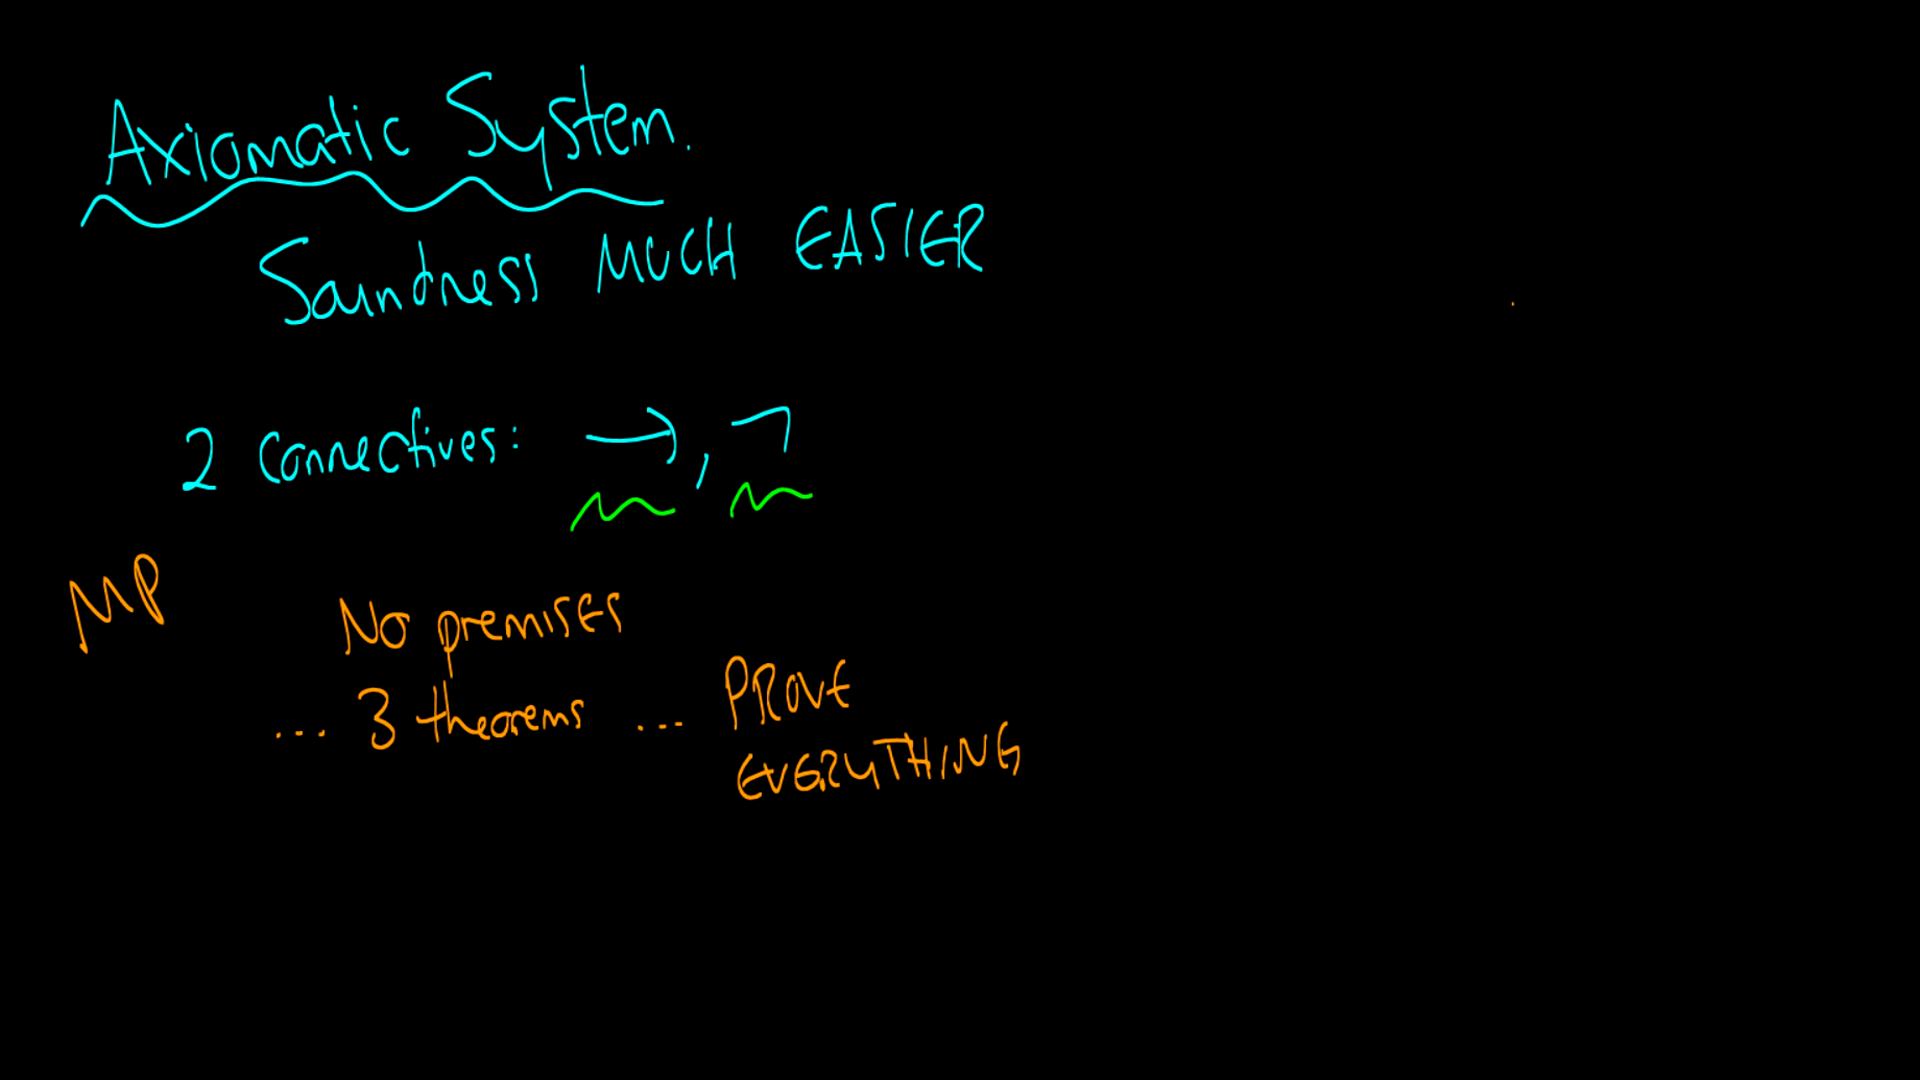 Axiomatic System.
Soundness MUCH EASIER
2 Connectives: →, ¬
MP
No premises
... 3 theorems ... PROVE
EVERYTHING